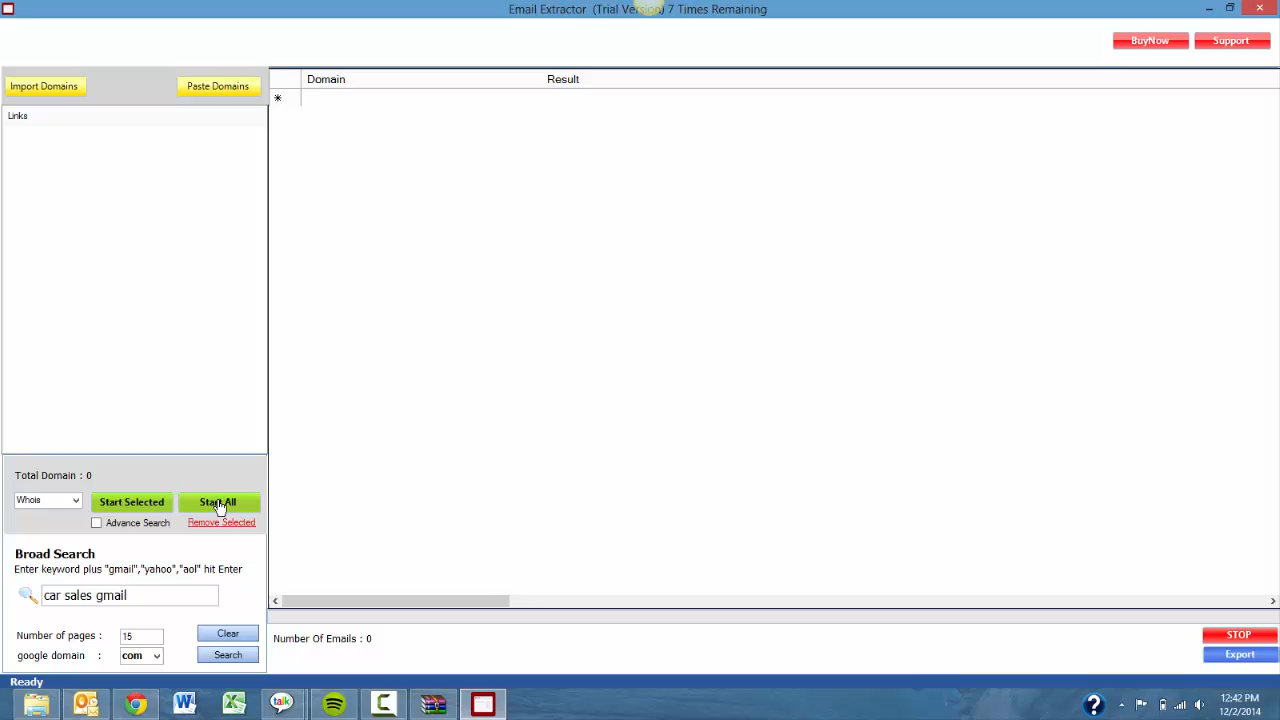 Email Extractor (Trial Version) 7 Times Remaining
BuyNow
Support
Import Domains
Paste Domains
Domain
Result
Links
Total Domain : 0
Whois
Start Selected
Start All
Advance Search
Remove Selected
Broad Search
Enter keyword plus "gmail","yahoo","aol" hit Enter
car sales gmail
Number of pages :
15
Clear
google domain :
com
Search
Number Of Emails : 0
STOP
Export
Ready
talk
12:42 PM
12/2/2014